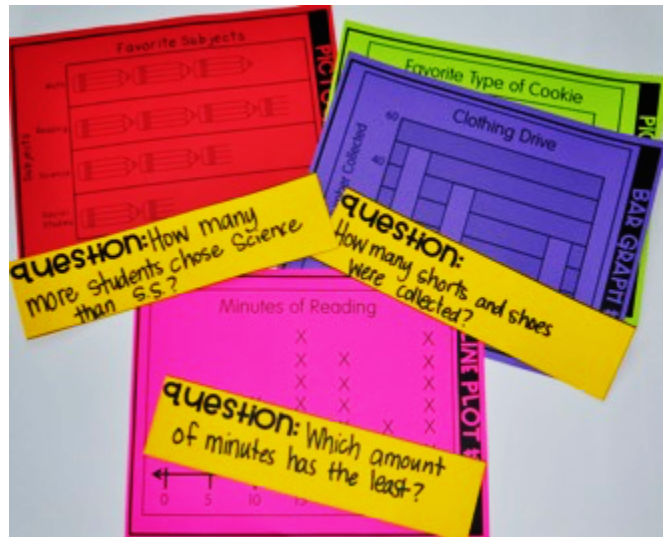 Favorite Subjects
PICTO
Subjects
Math
Reading
Science
Social
Studies
question: How many
more students chose Science
than S.S.?
Favorite Type of Cookie
PIC
Clothing Drive
60
40
Collected
BAR GRAPH #
question:
How many shorts and shoes
were collected?
Minutes of Reading
X
X X
X X
X X
X X X
LINE PLOT #
question: Which amount
of minutes has the least?
0 5 10